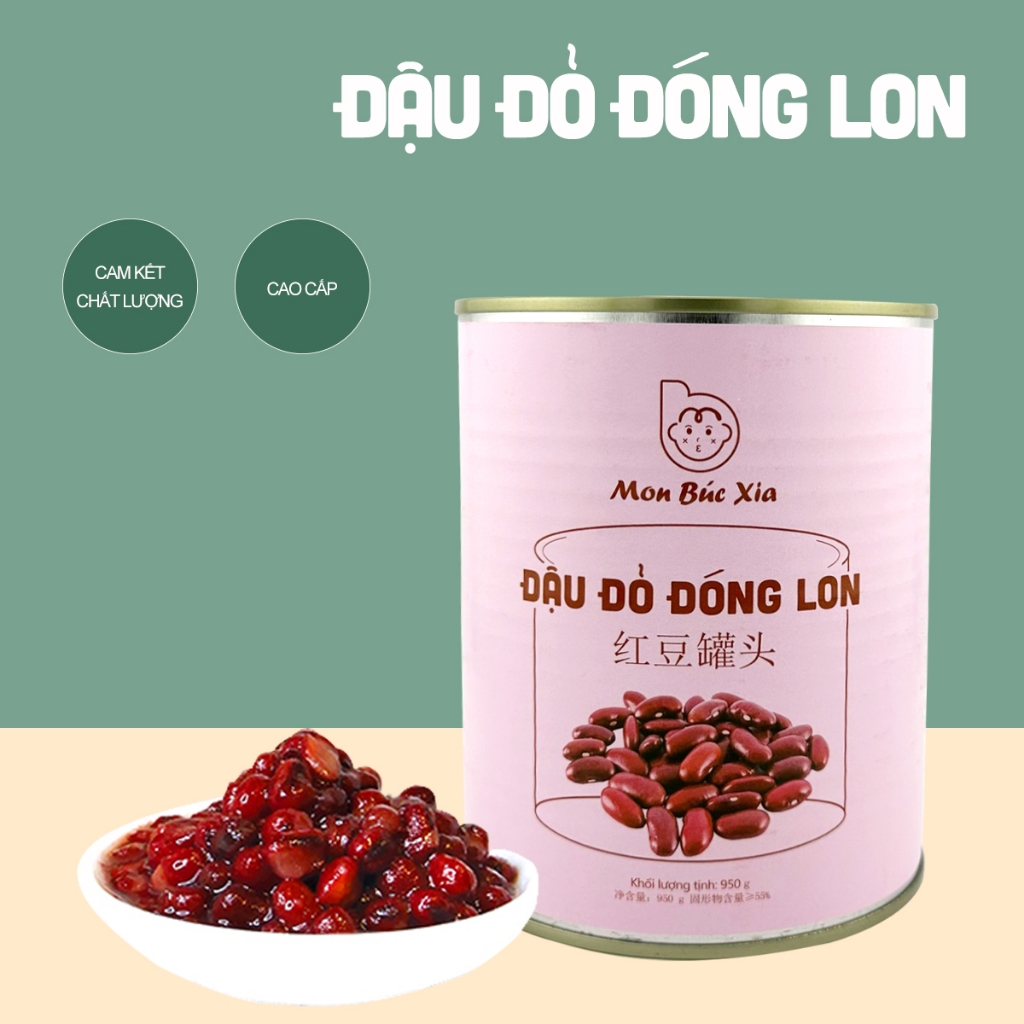 ĐẬU ĐỎ ĐÓNG LON
CAM KẾT
CHẤT LƯỢNG
CAO CẤP
Mon Búc Xia
ĐẬU ĐỎ ĐÓNG LON
红豆罐头
Khối lượng tịnh: 950 g
净含量: 950 g 固形物含量≥55%